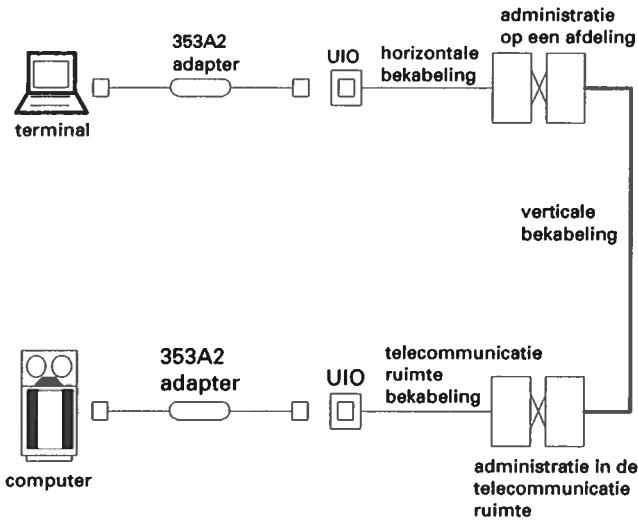 353A2
adapter
UIO
horizontale
bekabeling
administratie
op een afdeling
terminal
verticale
bekabeling
353A2
adapter
UIO
telecommunicatie
ruimte
bekabeling
computer
administratie in de
telecommunicatie
ruimte